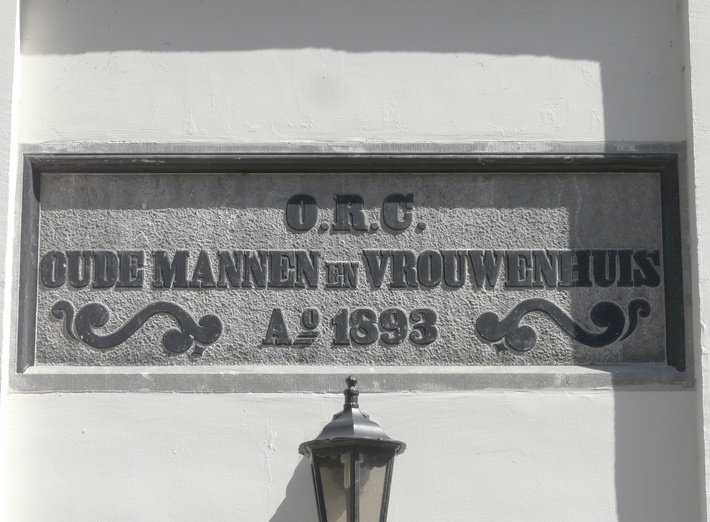 O.R.C.
OUDE MANNEN EN VROUWENHUIS
Aº 1893